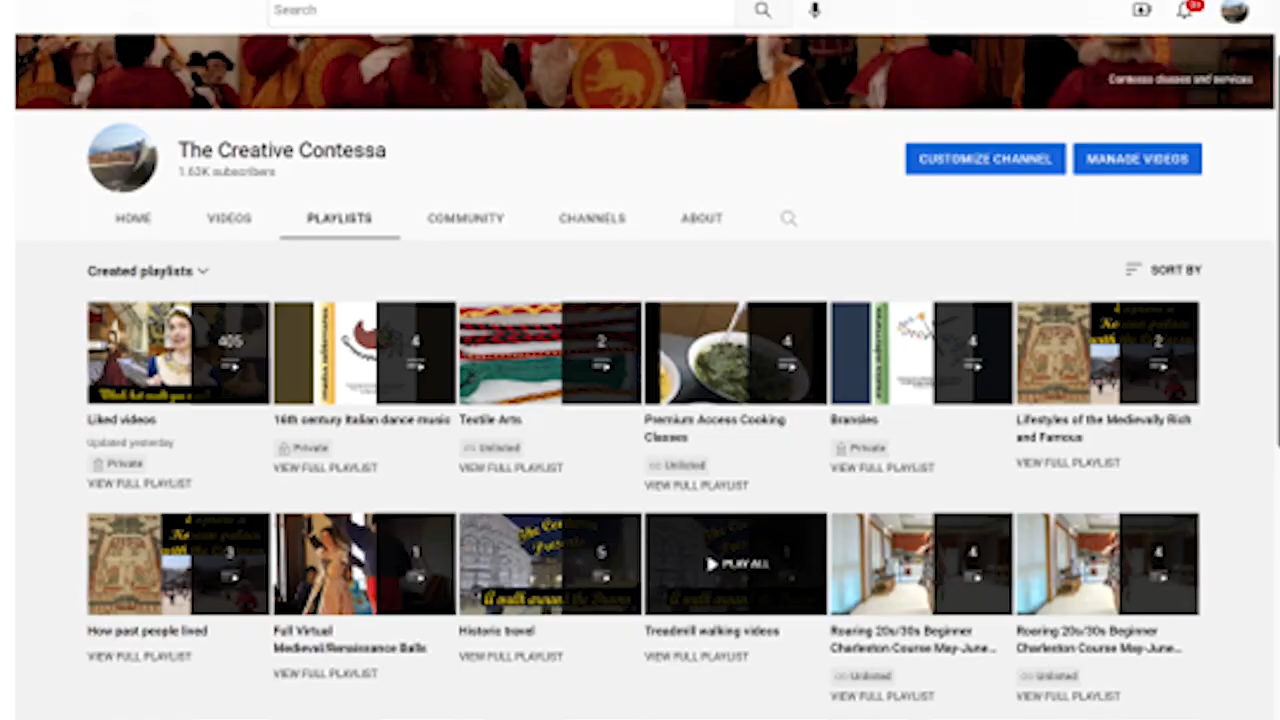 Search
9+
Contessa classes and services
The Creative Contessa
1.63K subscribers
CUSTOMIZE CHANNEL
MANAGE VIDEOS
HOME
VIDEOS
PLAYLISTS
COMMUNITY
CHANNELS
ABOUT
Created playlists
SORT BY
405
4
2
4
4
2
Liked videos
Updated yesterday
Private
VIEW FULL PLAYLIST
16th century Italian dance music
Private
VIEW FULL PLAYLIST
Textile Arts
Unlisted
VIEW FULL PLAYLIST
Premium Access Cooking
Classes
Unlisted
VIEW FULL PLAYLIST
Bransles
Private
VIEW FULL PLAYLIST
Lifestyles of the Medievally Rich
and Famous
VIEW FULL PLAYLIST
3
1
5
PLAY ALL
1
4
4
How past people lived
VIEW FULL PLAYLIST
Full Virtual
Medieval/Renaissance Balls
VIEW FULL PLAYLIST
Historic travel
VIEW FULL PLAYLIST
Treadmill walking videos
VIEW FULL PLAYLIST
Roaring 20s/30s Beginner
Charleston Course May-June...
Unlisted
VIEW FULL PLAYLIST
Roaring 20s/30s Beginner
Charleston Course May-June...
Unlisted
VIEW FULL PLAYLIST